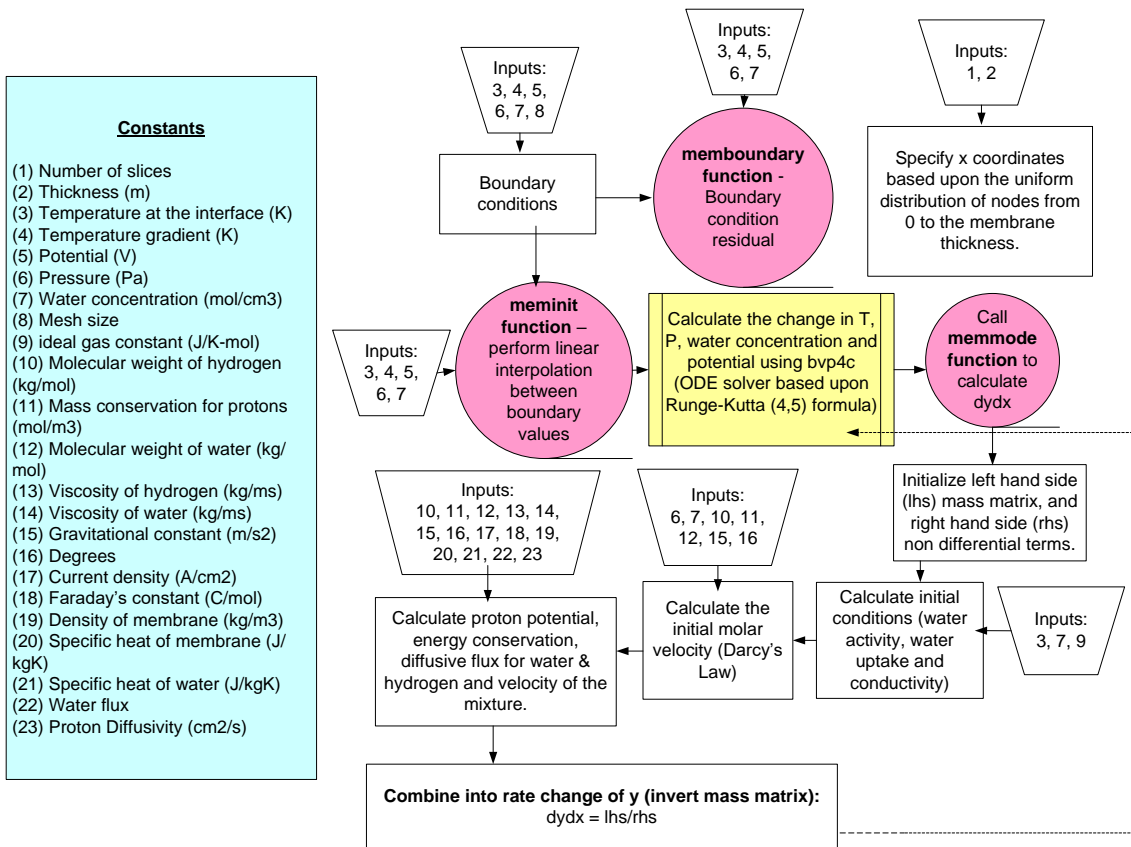 Constants
(1) Number of slices
(2) Thickness (m)
(3) Temperature at the interface (K)
(4) Temperature gradient (K)
(5) Potential (V)
(6) Pressure (Pa)
(7) Water concentration (mol/cm3)
(8) Mesh size
(9) ideal gas constant (J/K-mol)
(10) Molecular weight of hydrogen
(kg/mol)
(11) Mass conservation for protons
(mol/m3)
(12) Molecular weight of water (kg/
mol)
(13) Viscosity of hydrogen (kg/ms)
(14) Viscosity of water (kg/ms)
(15) Gravitational constant (m/s2)
(16) Degrees
(17) Current density (A/cm2)
(18) Faraday's constant (C/mol)
(19) Density of membrane (kg/m3)
(20) Specific heat of membrane (J/
kgK)
(21) Specific heat of water (J/kgK)
(22) Water flux
(23) Proton Diffusivity (cm2/s)
Inputs:
3, 4, 5,
6, 7, 8
Boundary
conditions
Inputs:
3, 4, 5,
6, 7
memboundary
function -
Boundary
condition
residual
Inputs:
1, 2
Specify x coordinates
based upon the uniform
distribution of nodes from
0 to the membrane
thickness.
Inputs:
3, 4, 5,
6, 7
meminit
function –
perform linear
interpolation
between
boundary
values
Calculate the change in T,
P, water concentration and
potential using bvp4c
(ODE solver based upon
Runge-Kutta (4,5) formula)
Call
memmode
function to
calculate
dydx
Initialize left hand side
(lhs) mass matrix, and
right hand side (rhs)
non differential terms.
Inputs:
3, 7, 9
Calculate initial
conditions (water
activity, water
uptake and
conductivity)
Inputs:
6, 7, 10, 11,
12, 15, 16
Calculate the
initial molar
velocity (Darcy's
Law)
Inputs:
10, 11, 12, 13, 14,
15, 16, 17, 18, 19,
20, 21, 22, 23
Calculate proton potential,
energy conservation,
diffusive flux for water &
hydrogen and velocity of the
mixture.
Combine into rate change of y (invert mass matrix):
dydx = lhs/rhs